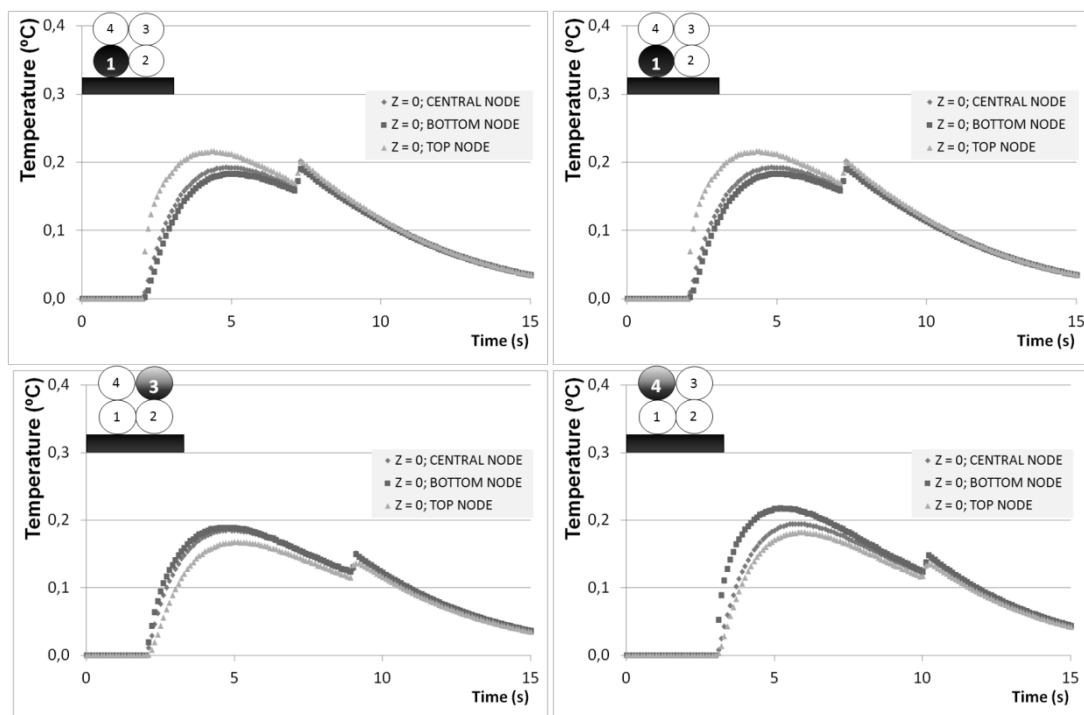 Temperature (ºC)
0,4
0,3
0,2
0,1
0,0
4 3
1 2
Z = 0; CENTRAL NODE
Z = 0; BOTTOM NODE
Z = 0; TOP NODE
0 5 10 15
Time (s)
Temperature (ºC)
0,4
0,3
0,2
0,1
0,0
4 3
1 2
Z = 0; CENTRAL NODE
Z = 0; BOTTOM NODE
Z = 0; TOP NODE
0 5 10 15
Time (s)
Temperature (ºC)
0,4
0,3
0,2
0,1
0,0
4 3
1 2
Z = 0; CENTRAL NODE
Z = 0; BOTTOM NODE
Z = 0; TOP NODE
0 5 10 15
Time (s)
Temperature (ºC)
0,4
0,3
0,2
0,1
0,0
4 3
1 2
Z = 0; CENTRAL NODE
Z = 0; BOTTOM NODE
Z = 0; TOP NODE
0 5 10 15
Time (s)